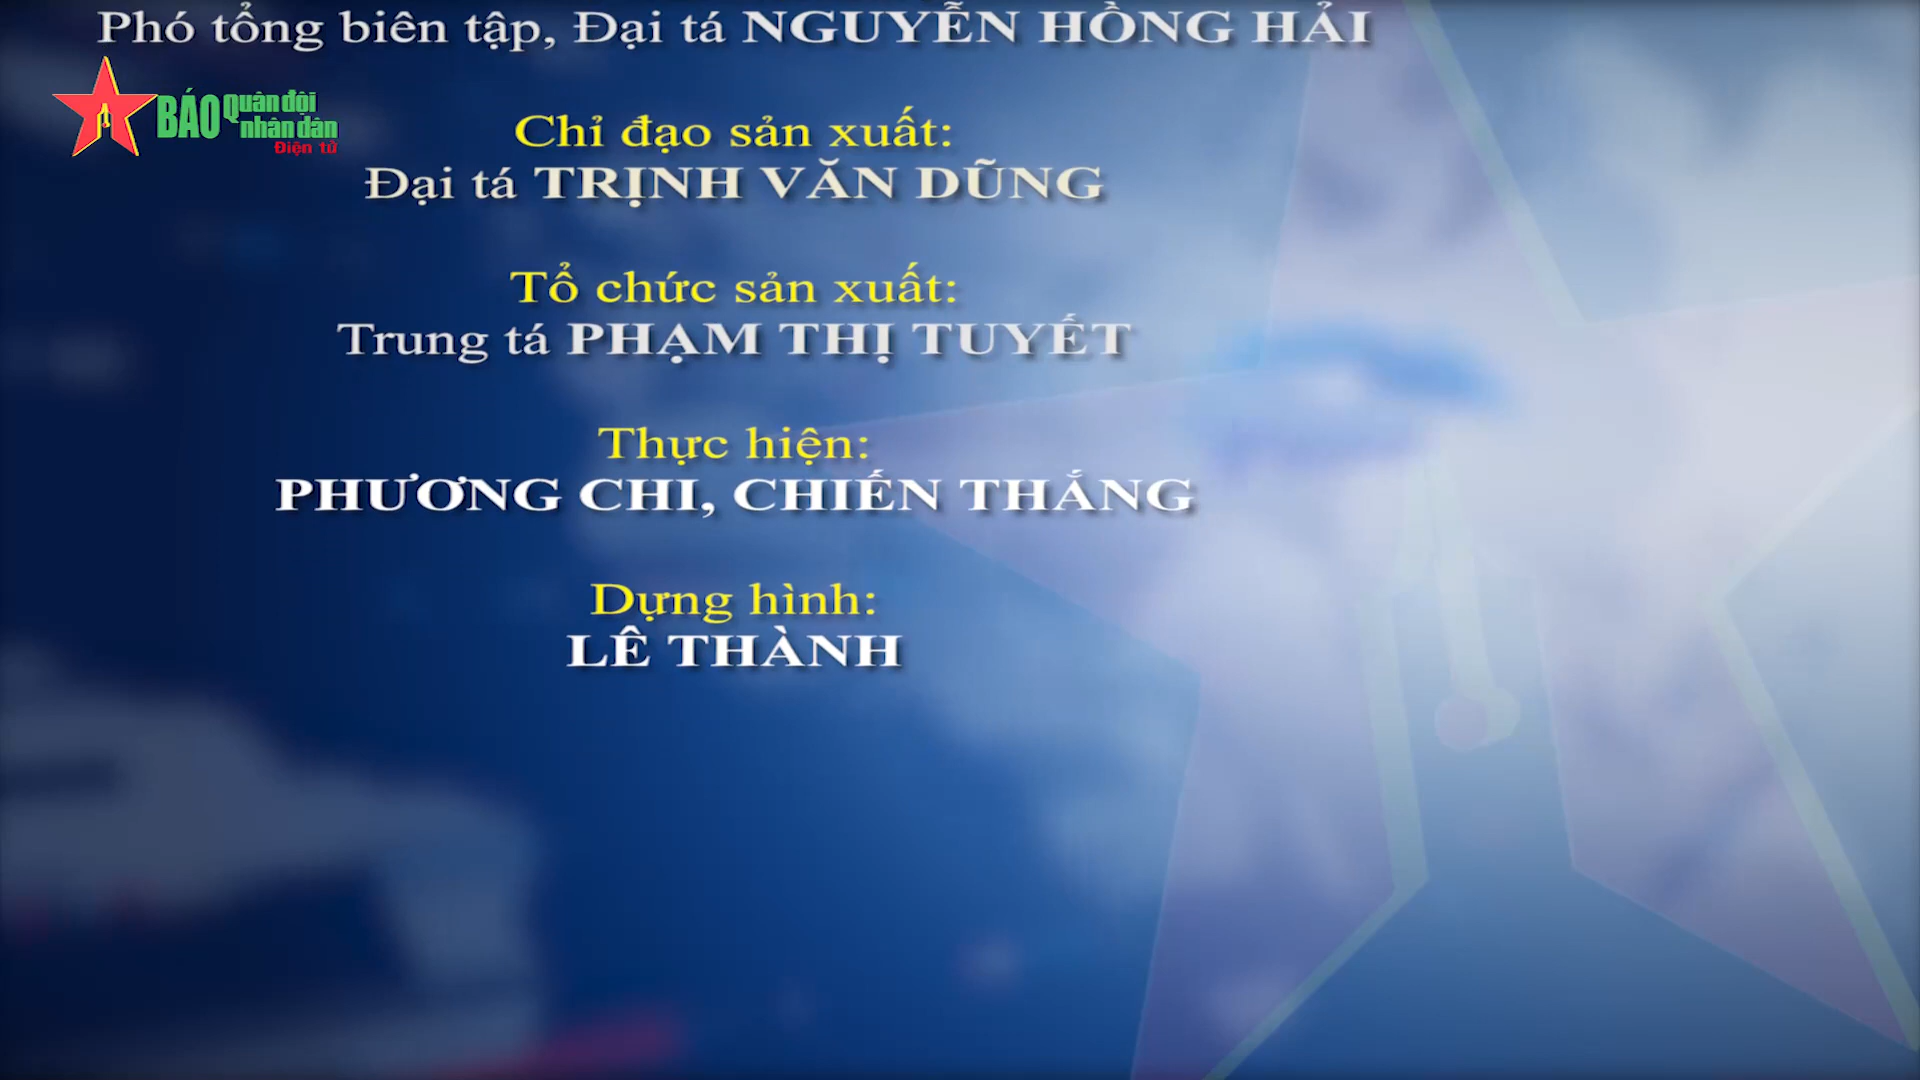 Phó tổng biên tập, Đại tá NGUYỄN HỒNG HẢI
BÁO Quân đội
nhân dân
Điện tử
Chỉ đạo sản xuất:
Đại tá TRỊNH VĂN DŨNG
Tổ chức sản xuất:
Trung tá PHẠM THỊ TUYẾT
Thực hiện:
PHƯƠNG CHI, CHIẾN THẮNG
Dựng hình:
LÊ THÀNH